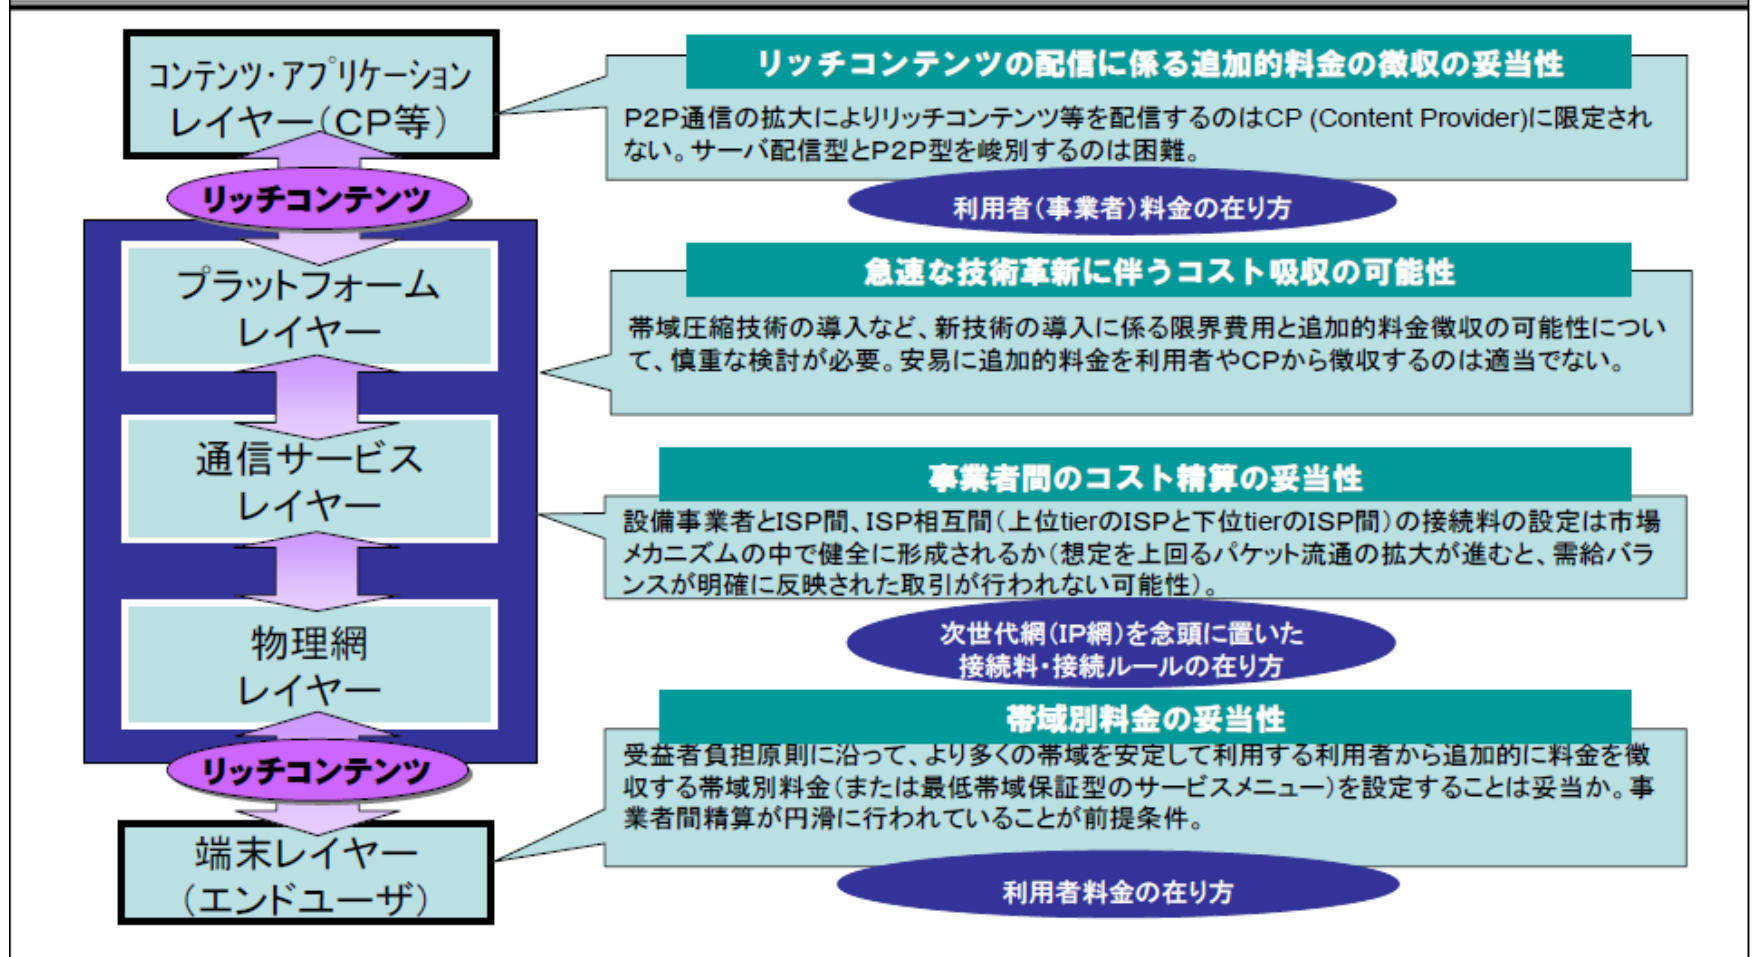 コンテンツ・アプリケーション
レイヤー（CP等）
リッチコンテンツ
プラットフォーム
レイヤー
通信サービス
レイヤー
物理網
レイヤー
リッチコンテンツ
端末レイヤー
（エンドユーザ）
リッチコンテンツの配信に係る追加的料金の徴収の妥当性
P2P通信の拡大によりリッチコンテンツ等を配信するのはCP (Content Provider)に限定され
ない。サーバ配信型とP2P型を峻別するのは困難。
利用者（事業者）料金の在り方
急速な技術革新に伴うコスト吸収の可能性
帯域圧縮技術の導入など、新技術の導入に係る限界費用と追加的料金徴収の可能性につい
て、慎重な検討が必要。安易に追加的料金を利用者やCPから徴収するのは適当でない。
事業者間のコスト精算の妥当性
設備事業者とISP間、ISP相互間（上位tierのISPと下位tierのISP間）の接続料の設定は市場
メカニズムの中で健全に形成されるか（想定を上回るパケット流通の拡大が進むと、需給バラ
ンスが明確に反映された取引が行われない可能性）。
次世代網（IP網）を念頭に置いた
接続料・接続ルールの在り方
帯域別料金の妥当性
受益者負担原則に沿って、より多くの帯域を安定して利用する利用者から追加的に料金を徴
収する帯域別料金（または最低帯域保証型のサービスメニュー）を設定することは妥当か。事
業者間精算が円滑に行われていることが前提条件。
利用者料金の在り方